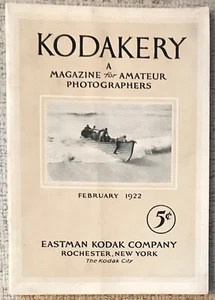 KODAKERY
A
MAGAZINE for AMATEUR
PHOTOGRAPHERS
FEBRUARY 1922
5¢
EASTMAN KODAK COMPANY
ROCHESTER, NEW YORK
The Kodak City